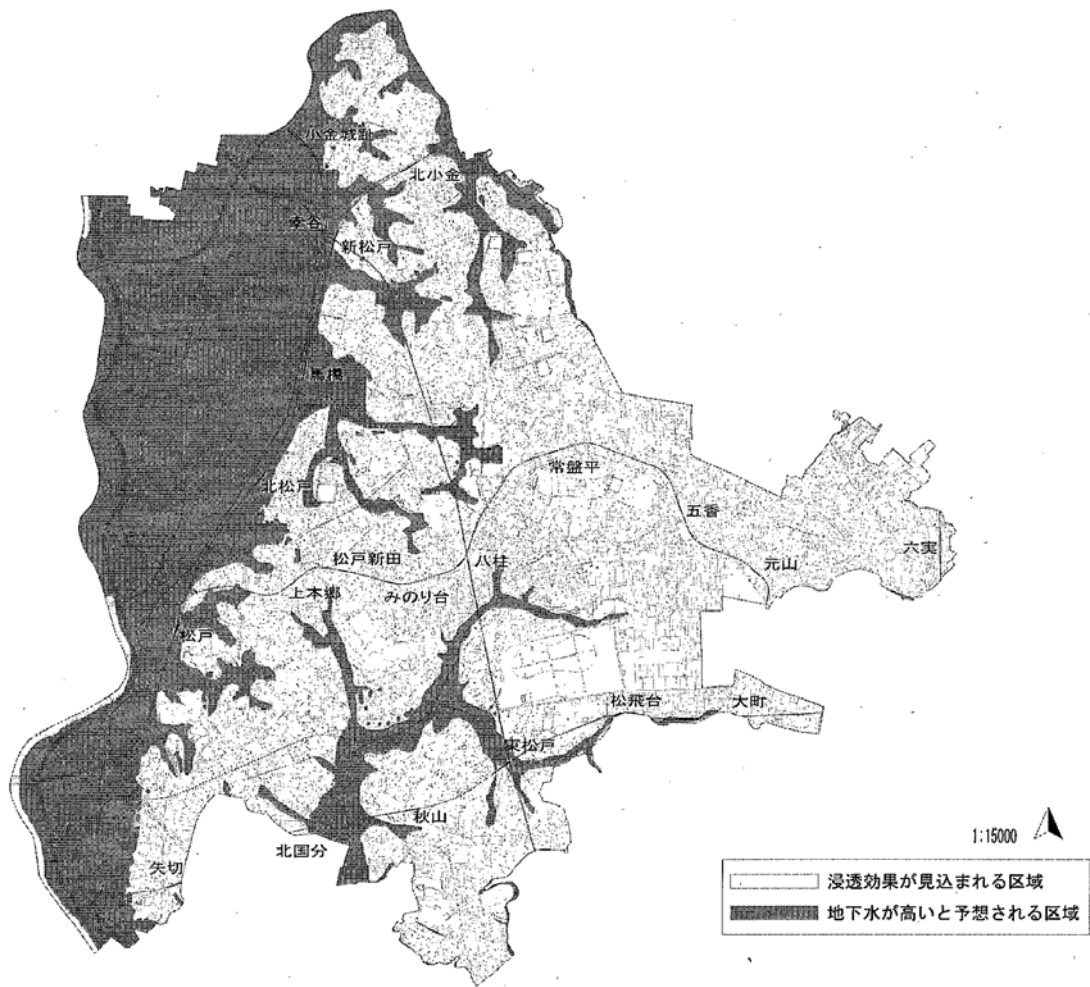 小金城趾
北小金
幸谷
新松戸
馬橋
北松戸
常盤平
五香
六実
元山
松戸新田
八柱
上本郷
みのり台
松戸
松飛台
大町
東松戸
秋山
北国分
矢切
1:15000
浸透効果が見込まれる区域
地下水が高いと予想される区域